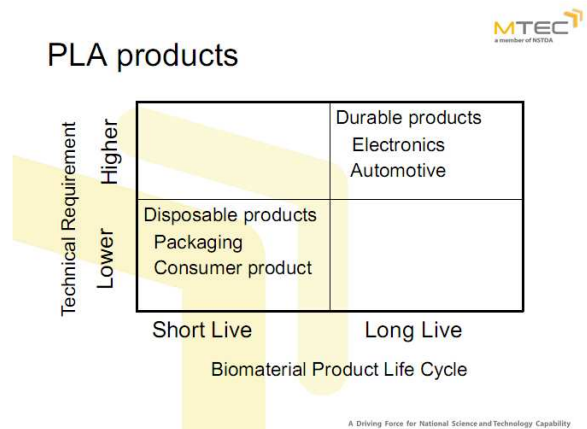 MTEC
a member of NSTDA
PLA products
Technical Requirement
Higher
Lower
Durable products
Electronics
Automotive
Disposable products
Packaging
Consumer product
Short Live
Long Live
Biomaterial Product Life Cycle
A Driving Force for National Science and Technology Capability